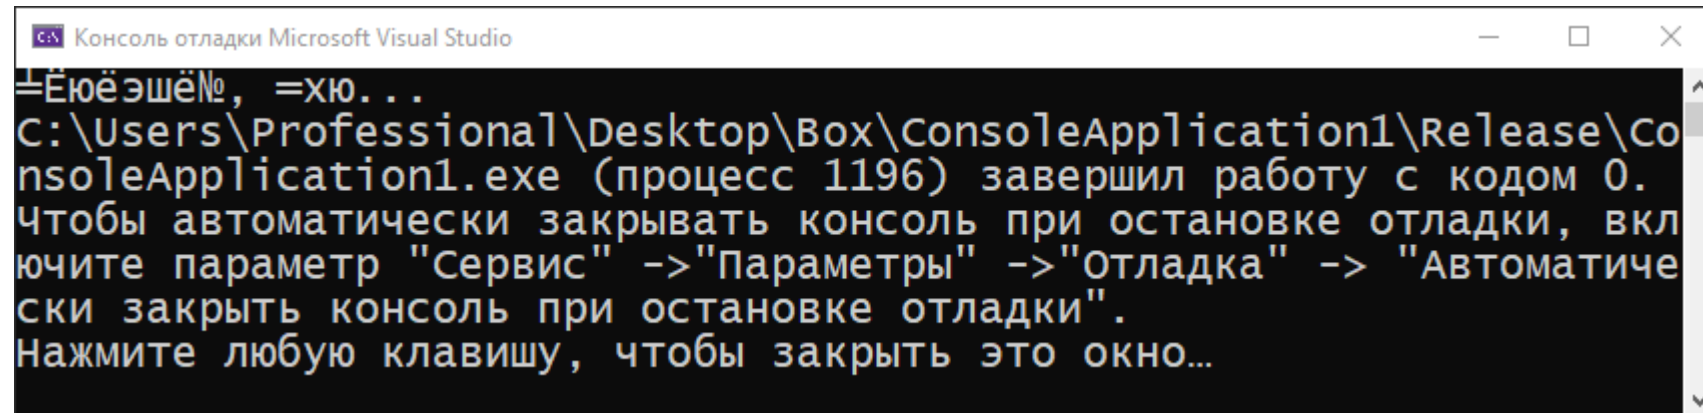 Консоль отладки Microsoft Visual Studio
╧Ёюёэшё№, =хю...
C:\Users\Professional\Desktop\Box\ConsoleApplication1\Release\Co
nsoleApplication1.exe (процесс 1196) завершил работу с кодом 0.
Чтобы автоматически закрывать консоль при остановке отладки, вкл
ючите параметр "Сервис" ->"Параметры" ->"Отладка" -> "Автоматиче
ски закрыть консоль при остановке отладки".
Нажмите любую клавишу, чтобы закрыть это окно…